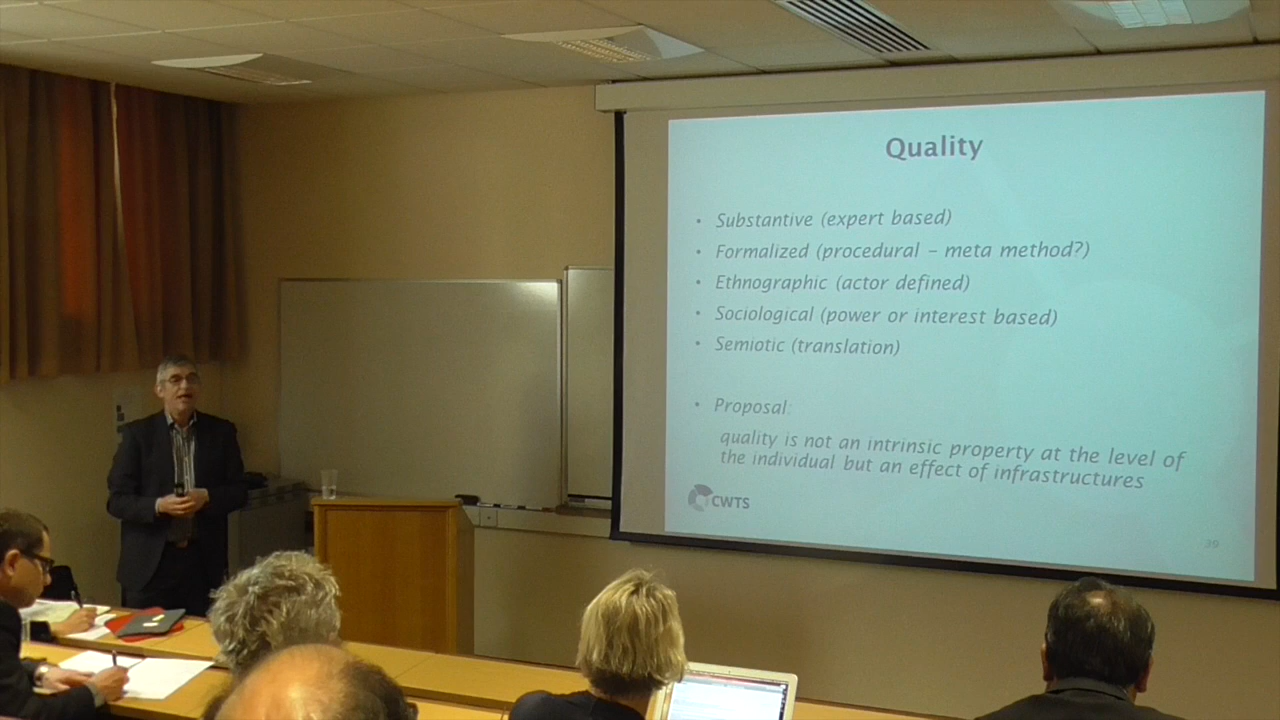 Quality
• Substantive (expert based)
• Formalized (procedural – meta method?)
• Ethnographic (actor defined)
• Sociological (power or interest based)
• Semiotic (translation)
• Proposal:
quality is not an intrinsic property at the level of
the individual but an effect of infrastructures
CWTS
39